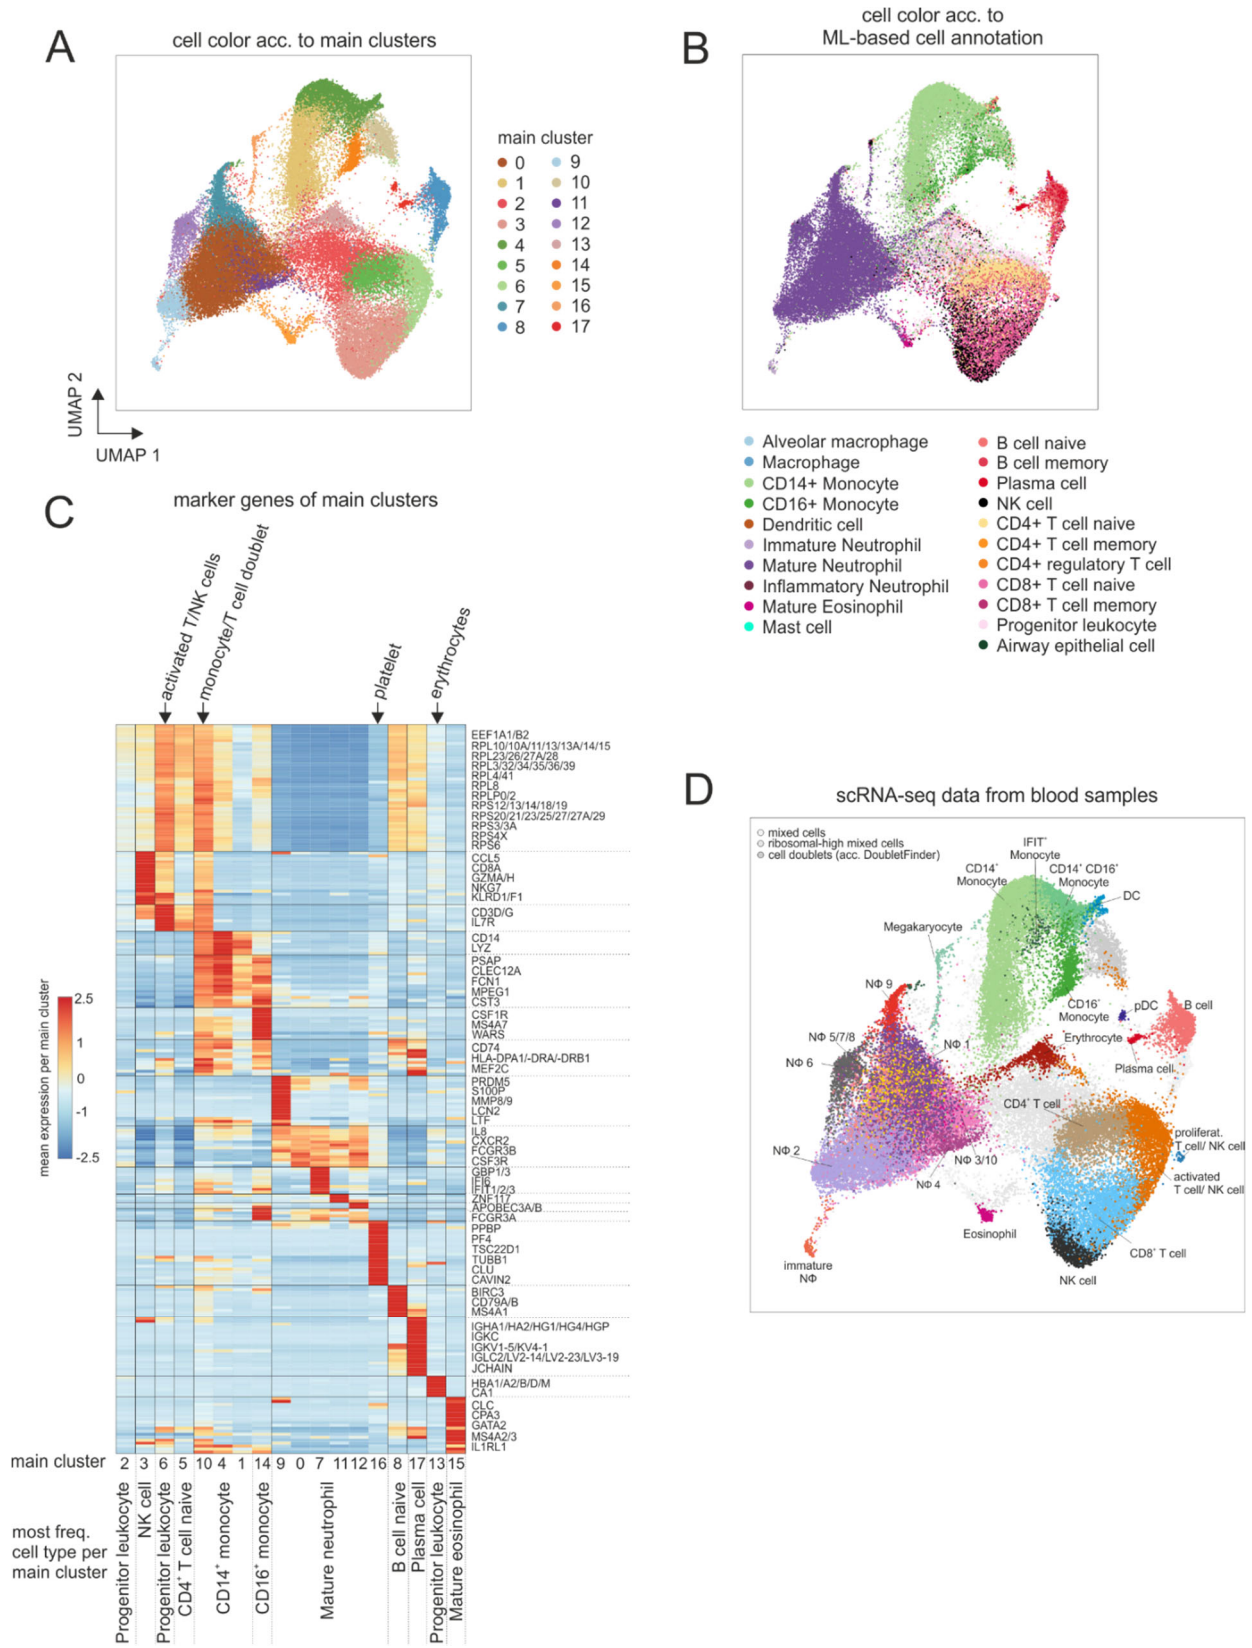 A
cell color acc. to main clusters
main cluster
0
1
2
3
4
5
6
7
8
9
10
11
12
13
14
15
16
17
UMAP 2
UMAP 1
B
cell color acc. to
ML-based cell annotation
Alveolar macrophage
Macrophage
CD14+ Monocyte
CD16+ Monocyte
Dendritic cell
Immature Neutrophil
Mature Neutrophil
Inflammatory Neutrophil
Mature Eosinophil
Mast cell
B cell naive
B cell memory
Plasma cell
NK cell
CD4+ T cell naive
CD4+ T cell memory
CD4+ regulatory T cell
CD8+ T cell naive
CD8+ T cell memory
Progenitor leukocyte
Airway epithelial cell
C
marker genes of main clusters
activated T/NK cells
monocyte/T cell doublet
platelet
erythrocytes
EEF1A1/B2
RPL10/10A/11/13/13A/14/15
RPL23/26/27A/28
RPL3/32/34/35/36/39
RPL4/41
RPL8
RPLP0/2
RPS12/13/14/18/19
RPS20/21/23/25/27/27A/29
RPS3/3A
RPS4X
RPS6
CCL5
CD8A
GZMA/H
NKG7
KLRD1/F1
CD3D/G
IL7R
CD14
LYZ
PSAP
CLEC12A
FCN1
MPEG1
CST3
CSF1R
MS4A7
WARS
CD74
HLA-DPA1/-DRA/-DRB1
MEF2C
PRDM5
S100P
MMP8/9
LCN2
LTF
IL8
CXCR2
FCGR3B
CSF3R
GBP1/3
IFI6
IFIT1/2/3
ZNF117
APOBEC3A/B
FCGR3A
PPBP
PF4
TSC22D1
TUBB1
CLU
CAVIN2
BIRC3
CD79A/B
MS4A1
IGHA1/HA2/HG1/HG4/HGP
IGKC
IGKV1-5/KV4-1
IGLC2/LV2-14/LV2-23/LV3-19
JCHAIN
HBA1/A2/B/D/M
CA1
CLC
CPA3
GATA2
MS4A2/3
IL1RL1
mean expression per main cluster
2.5
1
0
-1
-2.5
main cluster 2 3 6 5 10 4 1 14 9 0 7 11 12 16 8 17 13 15
most freq.
cell type per
main cluster
Progenitor leukocyte
NK cell
Progenitor leukocyte
CD4⁺ T cell naive
CD14⁺ monocyte
CD16⁺ monocyte
Mature neutrophil
B cell naive
Plasma cell
Progenitor leukocyte
Mature eosinophil
D
scRNA-seq data from blood samples
mixed cells
ribosomal-high mixed cells
cell doublets (acc. DoubletFinder)
IFIT⁺
Monocyte
CD14⁺
Monocyte
CD14⁺ CD16⁺
Monocyte
DC
Megakaryocyte
NΦ 9
CD16⁺
Monocyte
pDC
B cell
NΦ 5/7/8
NΦ 1
Erythrocyte
NΦ 6
Plasma cell
CD4⁺ T cell
proliferat.
T cell/ NK cell
NΦ 2
NΦ 3/10
NΦ 4
activated
T cell/ NK cell
Eosinophil
CD8⁺ T cell
immature
NΦ
NK cell